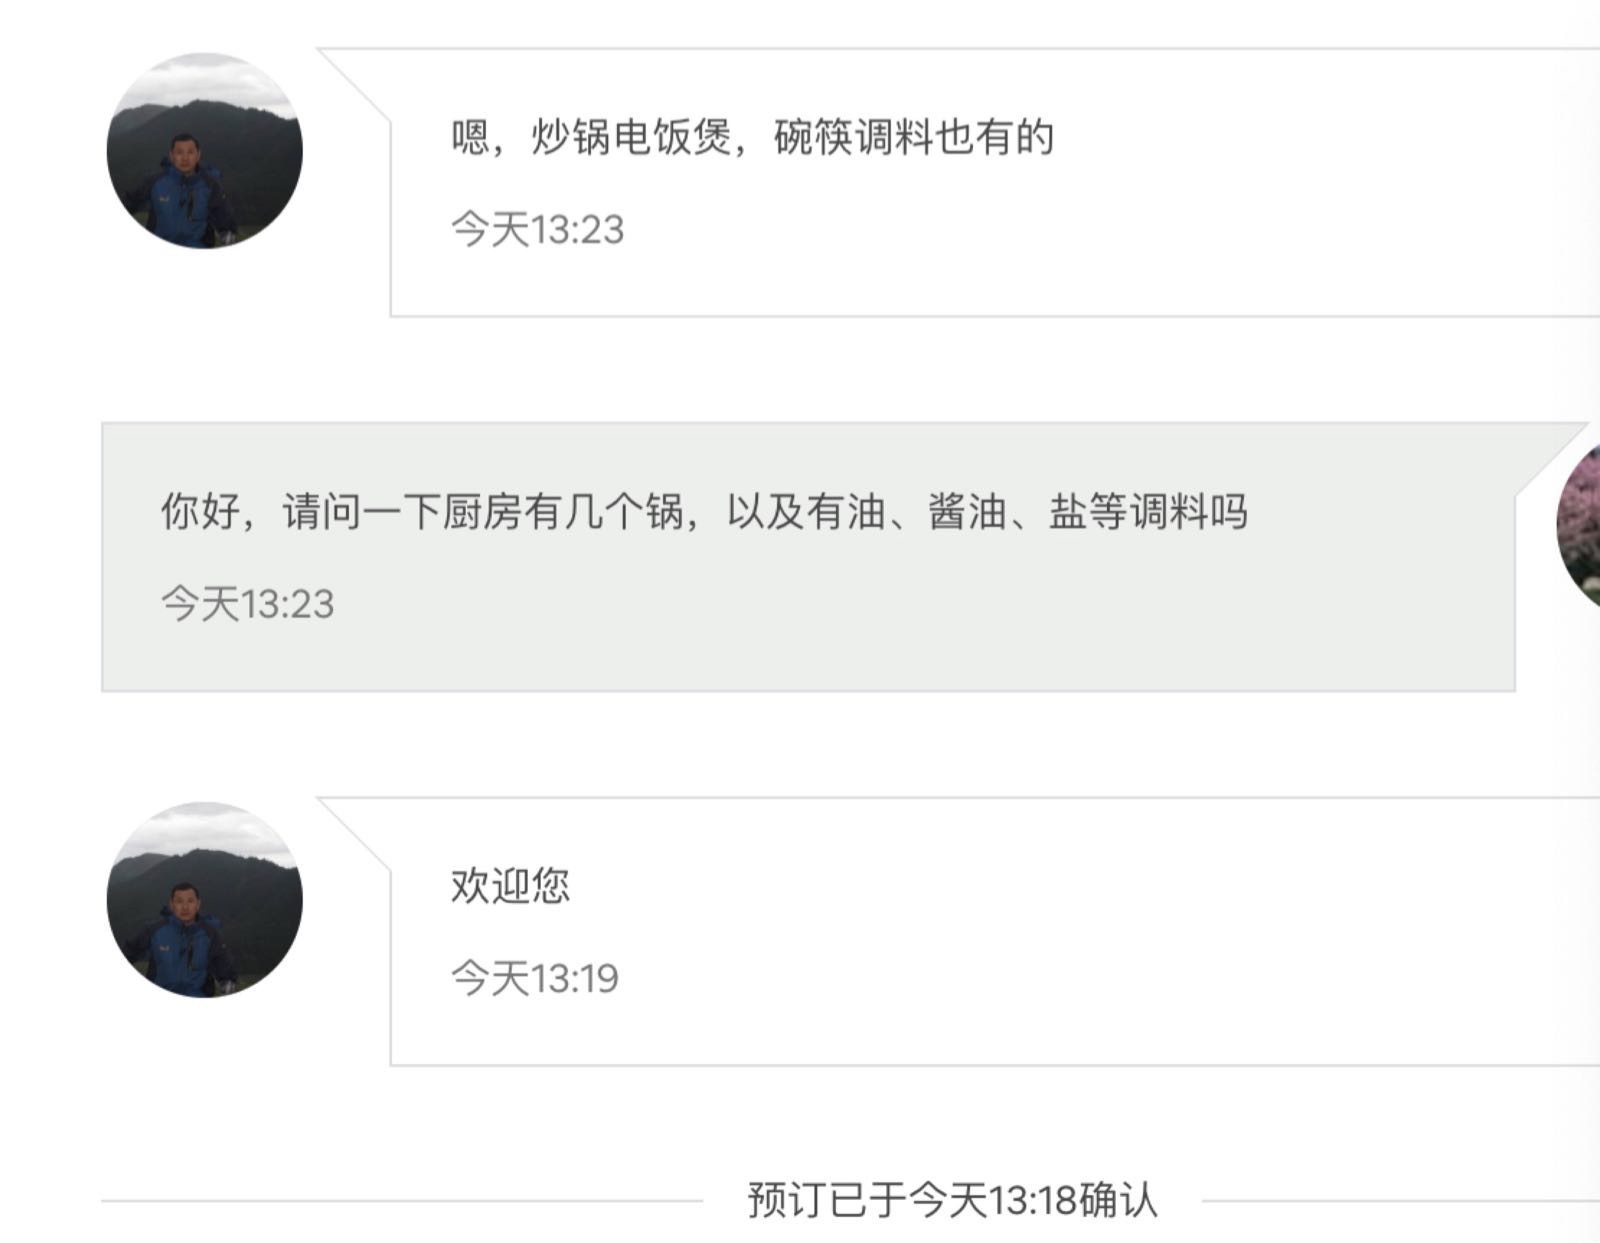 嗯，炒锅电饭煲，碗筷调料也有的
今天13:23
你好，请问一下厨房有几个锅，以及有油、酱油、盐等调料吗
今天13:23
欢迎您
今天13:19
预订已于今天13:18确认